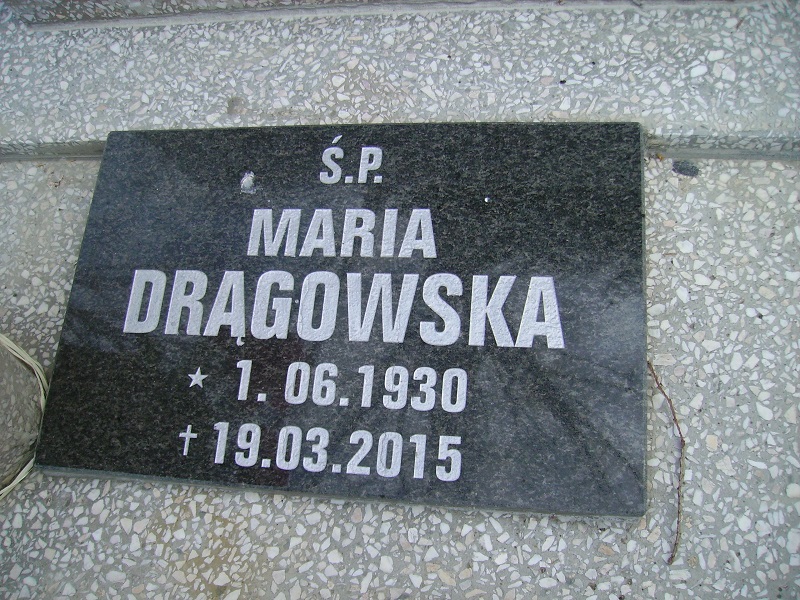 Ś.P.
MARIA
DRĄGOWSKA
★ 1. 06.1930
✝ 19.03.2015